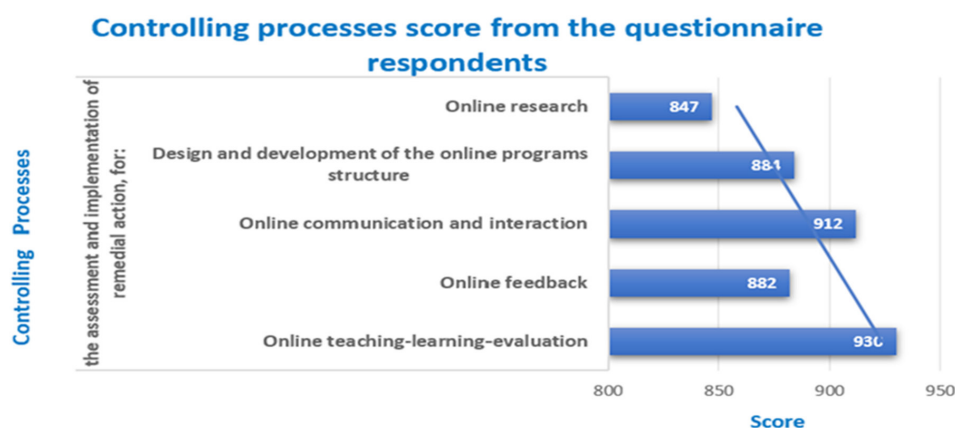 Controlling processes score from the questionnaire
respondents
Controlling Processes
the assessment and implementation of
remedial action, for:
Online research
847
Design and development of the online programs
structure
884
Online communication and interaction
912
Online feedback
882
Online teaching-learning-evaluation
930
800
850
900
950
Score